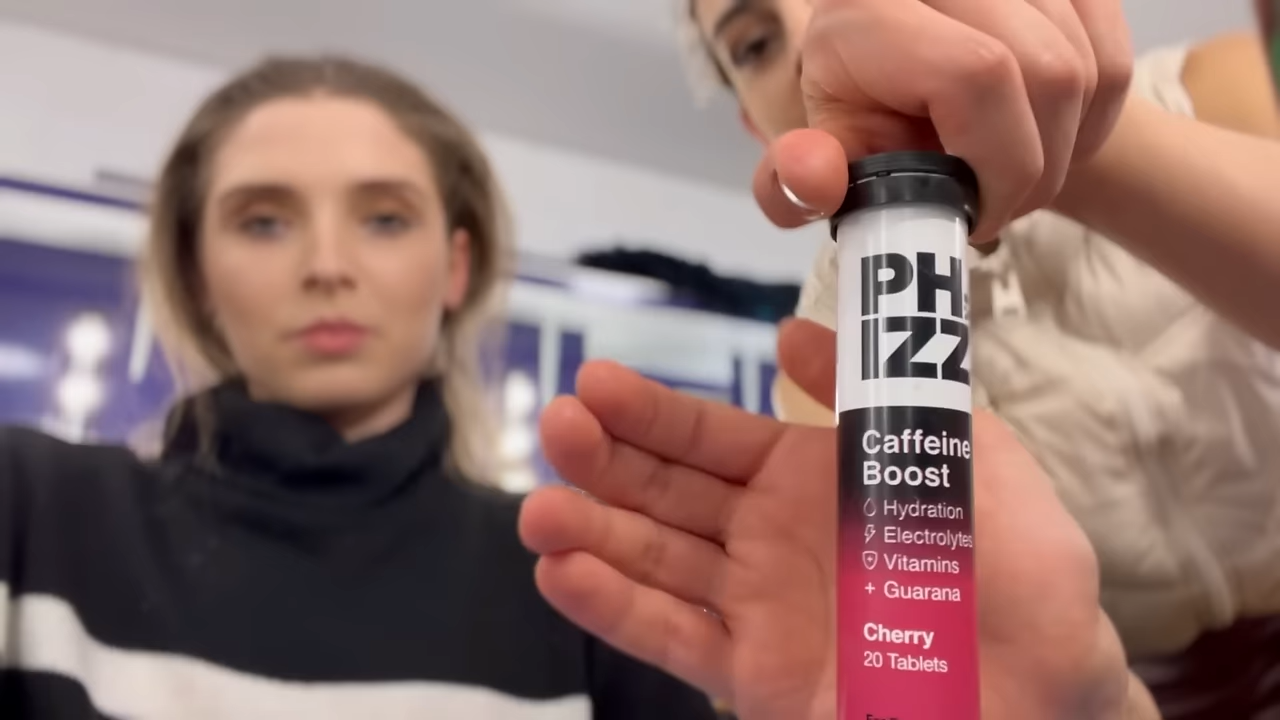 PH
IZZ
Caffeine
Boost
Hydration
Electrolytes
Vitamins
+ Guarana
Cherry
20 Tablets